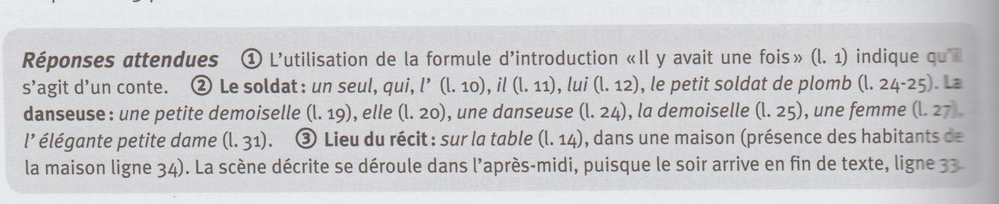 Réponses attendues ① L'utilisation de la formule d'introduction «Il y avait une fois» (l. 1) indique qu'il
s'agit d'un conte. ② Le soldat : un seul, qui, l' (l. 10), il (l. 11), lui (l. 12), le petit soldat de plomb (l. 24-25). La
danseuse : une petite demoiselle (l. 19), elle (l. 20), une danseuse (l. 24), la demoiselle (l. 25), une femme (l. 27),
l'élégante petite dame (l. 31). ③ Lieu du récit : sur la table (l. 14), dans une maison (présence des habitants de
la maison ligne 34). La scène décrite se déroule dans l'après-midi, puisque le soir arrive en fin de texte, ligne 33.